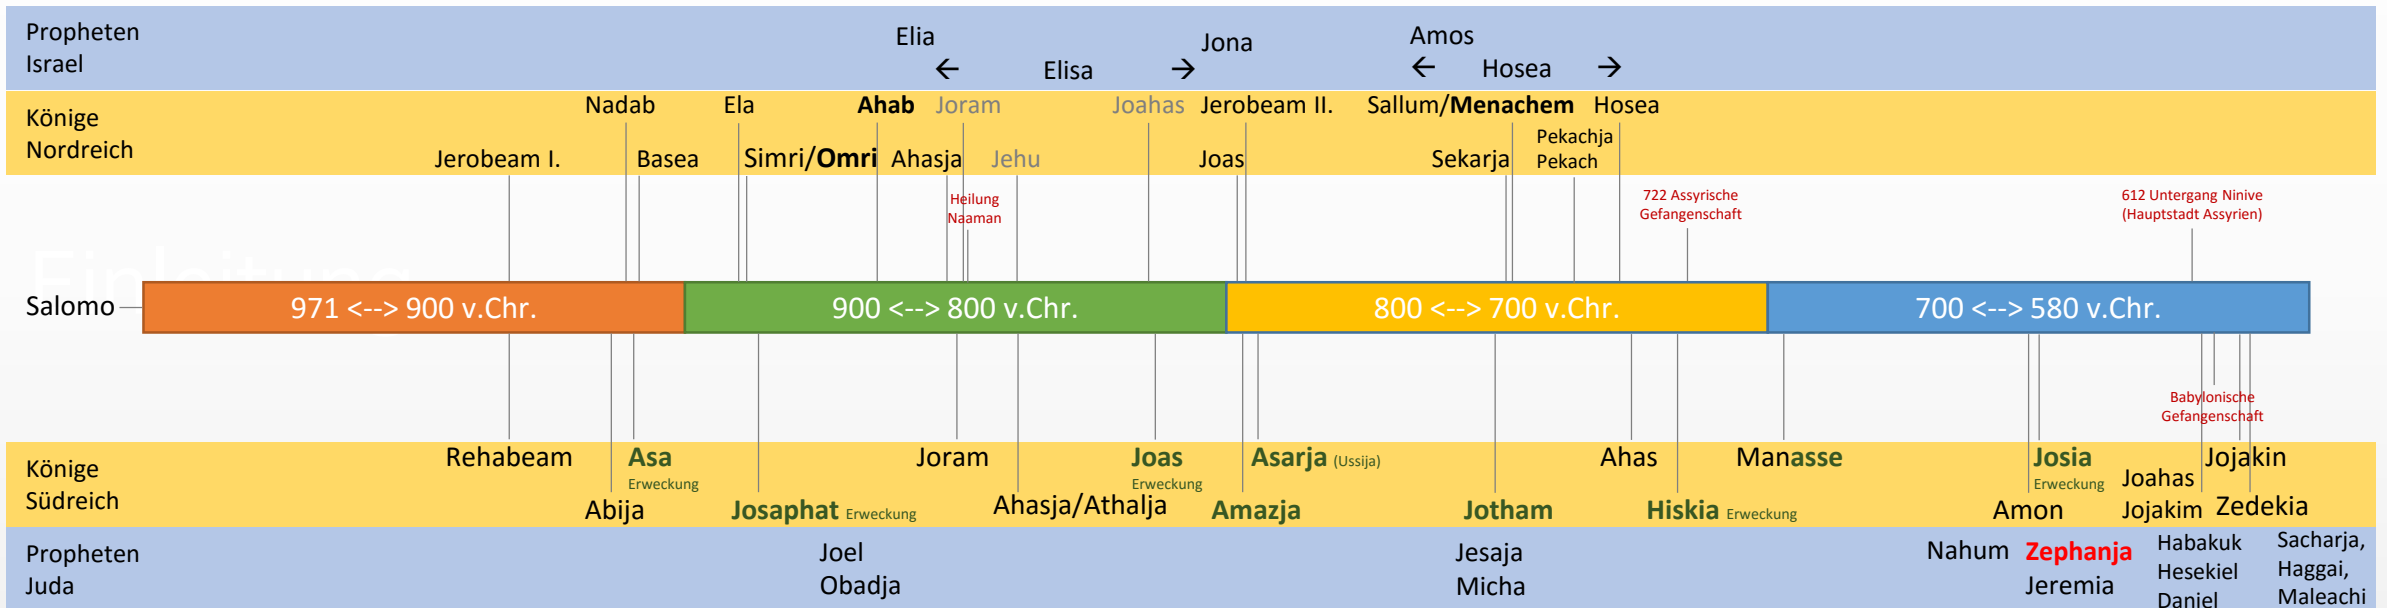 Propheten
Israel
Elia
Jona
Amos
← Elisa →
← Hosea →
Könige
Nordreich
Nadab
Ela
Ahab
Joram
Joahas
Jerobeam II.
Sallum/Menachem
Hosea
Pekachja
Pekach
Jerobeam I.
Basea
Simri/Omri
Ahasja
Jehu
Joas
Sekarja
Heilung
Naaman
722 Assyrische
Gefangenschaft
612 Untergang Ninive
(Hauptstadt Assyrien)
Einleitung
Salomo
971 <--> 900 v.Chr.
900 <--> 800 v.Chr.
800 <--> 700 v.Chr.
700 <--> 580 v.Chr.
Babylonische
Gefangenschaft
Könige
Südreich
Rehabeam
Asa
Erweckung
Joram
Joas
Erweckung
Asarja (Ussija)
Ahas
Manasse
Josia
Erweckung
Joahas
Jojakim
Jojakin
Abija
Josaphat Erweckung
Ahasja/Athalja
Amazja
Jotham
Hiskia Erweckung
Amon
Zedekia
Propheten
Juda
Joel
Obadja
Jesaja
Micha
Nahum
Zephanja
Jeremia
Habakuk
Hesekiel
Daniel
Sacharja,
Haggai,
Maleachi